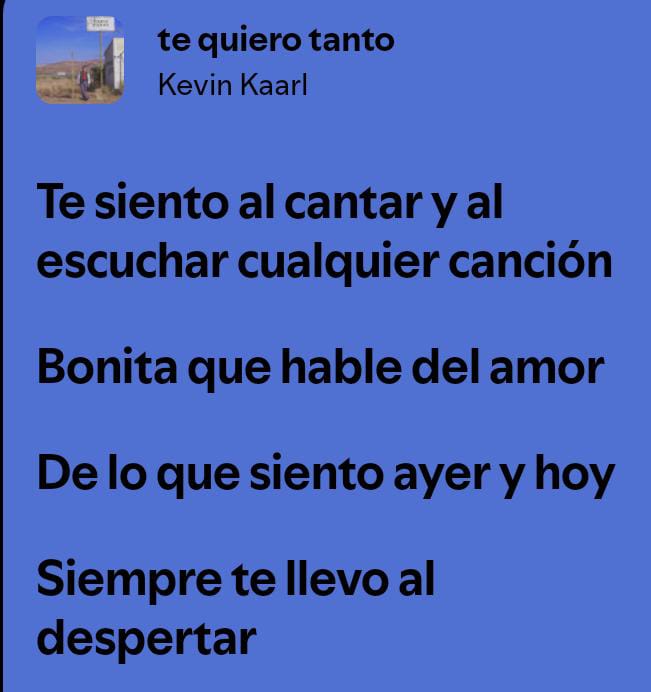 te quiero tanto
Kevin Kaarl
Te siento al cantar y al
escuchar cualquier canción
Bonita que hable del amor
De lo que siento ayer y hoy
Siempre te llevo al
despertar